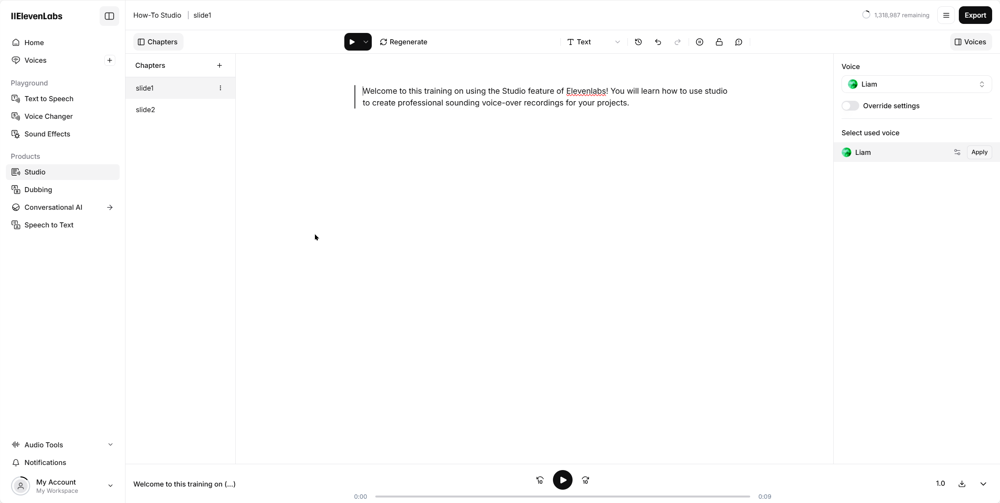 IIElevenLabs
Home
Voices
Playground
Text to Speech
Voice Changer
Sound Effects
Products
Studio
Dubbing
Conversational AI
Speech to Text
Audio Tools
Notifications
My Account
My Workspace
How-To Studio | slide1
1,318,987 remaining
Export
Chapters
Regenerate
Text
Voices
Chapters
slide1
slide2
Welcome to this training on using the Studio feature of Elevenlabs! You will learn how to use studio
to create professional sounding voice-over recordings for your projects.
Voice
Liam
Override settings
Select used voice
Liam
Apply
Welcome to this training on (...)
10
10
1.0
0:00
0:09